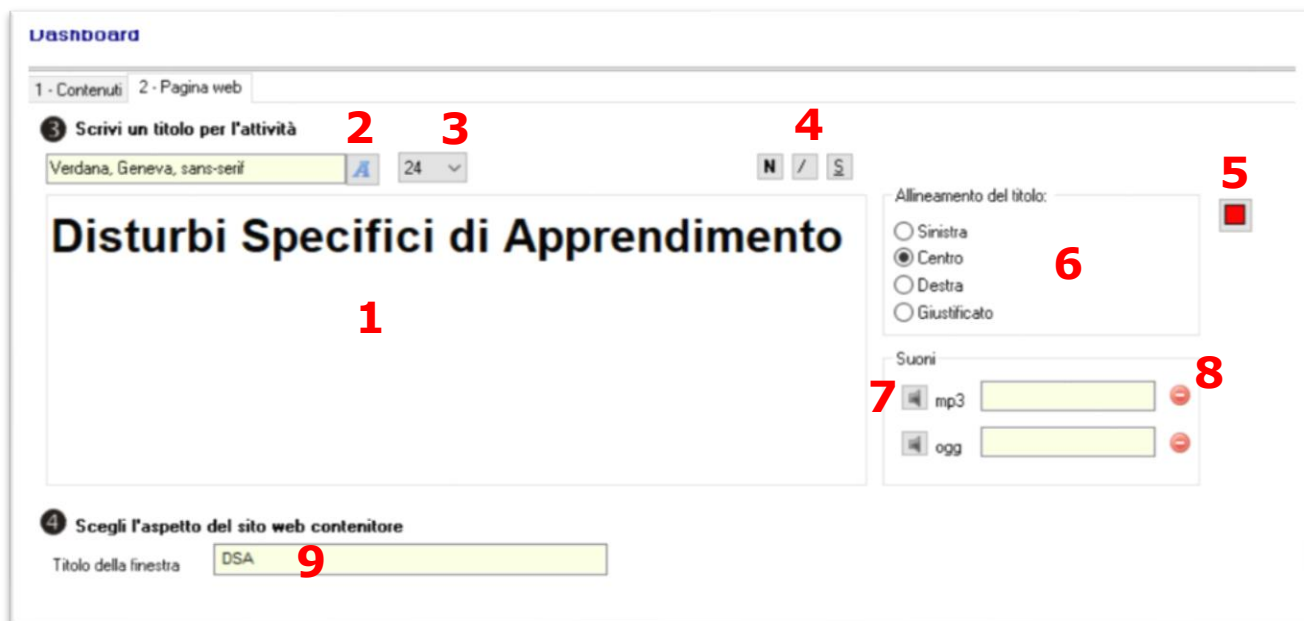 Dashboard
1 - Contenuti 2 - Pagina web
3 Scrivi un titolo per l'attività 2 3 4
Verdana, Geneva, sans-serif A 24 N / S
5
Allineamento del titolo:
Disturbi Specifici di Apprendimento
Sinistra
Centro 6
Destra
Giustificato
1
Suoni
7 mp3 8
ogg
4 Scegli l'aspetto del sito web contenitore
Titolo della finestra DSA 9